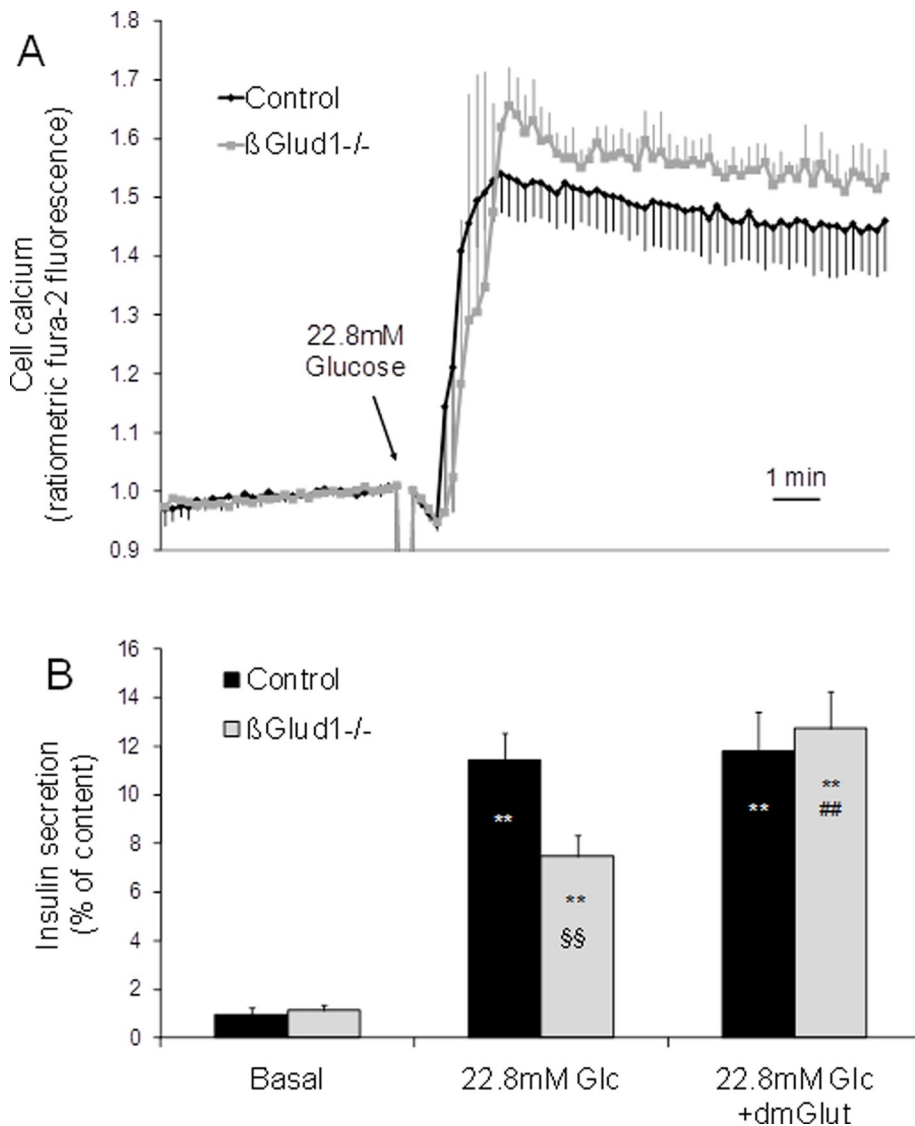 A
Cell calcium
(ratiometric fura-2 fluorescence)
1.8
1.7
1.6
1.5
1.4
1.3
1.2
1.1
1.0
0.9
Control
ßGlud1-/-
22.8mM
Glucose
1 min
B
Insulin secretion
(% of content)
16
14
12
10
8
6
4
2
0
Control
ßGlud1-/-
**
**
§§
**
**
##
Basal
22.8mM Glc
22.8mM Glc
+dmGlut